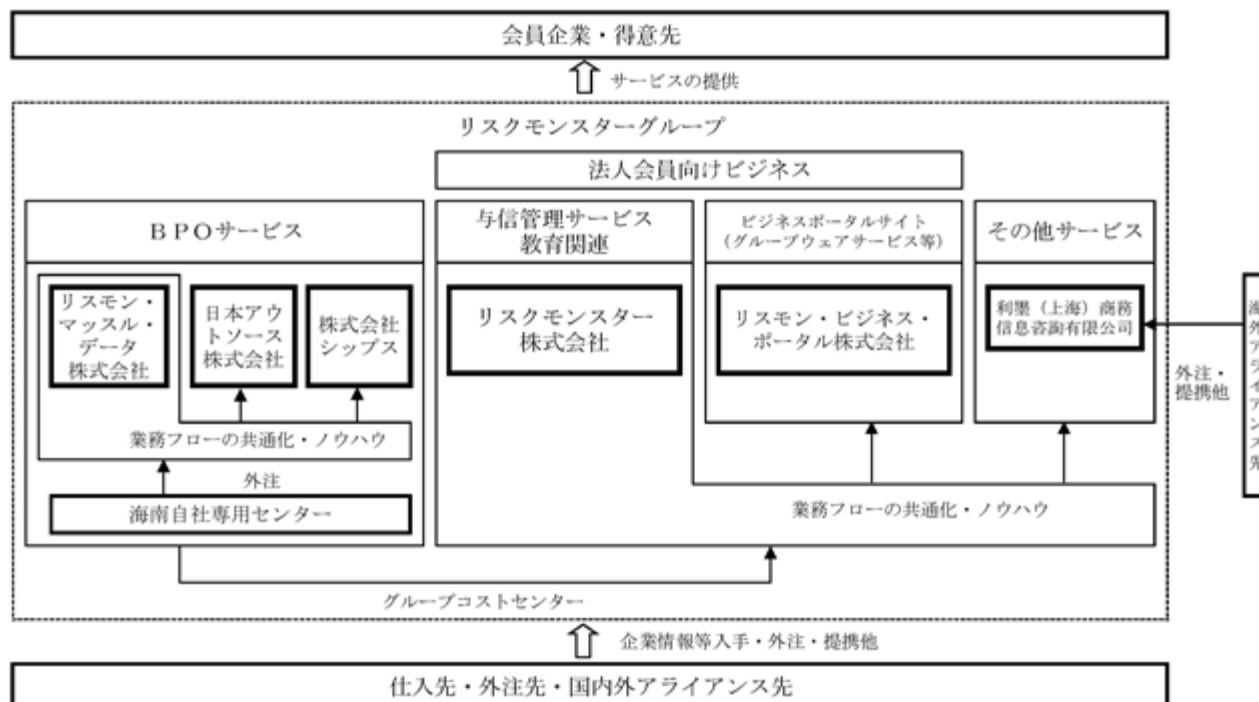 会員企業・得意先
サービスの提供
リスクモンスターグループ
法人会員向けビジネス
BPOサービス
与信管理サービス
教育関連
ビジネスポータルサイト
(グループウェアサービス等)
その他サービス
リスモン・
マッスル・
データ
株式会社
日本アウ
トソース
株式会社
株式会社
シップス
リスクモンスター
株式会社
リスモン・ビジネス・
ポータル株式会社
利墨(上海)商務
信息咨詢有限公司
外注・
提携他
外
ア
ラ
イ
ア
ン
ス
先
業務フローの共通化・ノウハウ
外注
海南自社専用センター
業務フローの共通化・ノウハウ
グループコストセンター
企業情報等入手・外注・提携他
仕入先・外注先・国内外アライアンス先